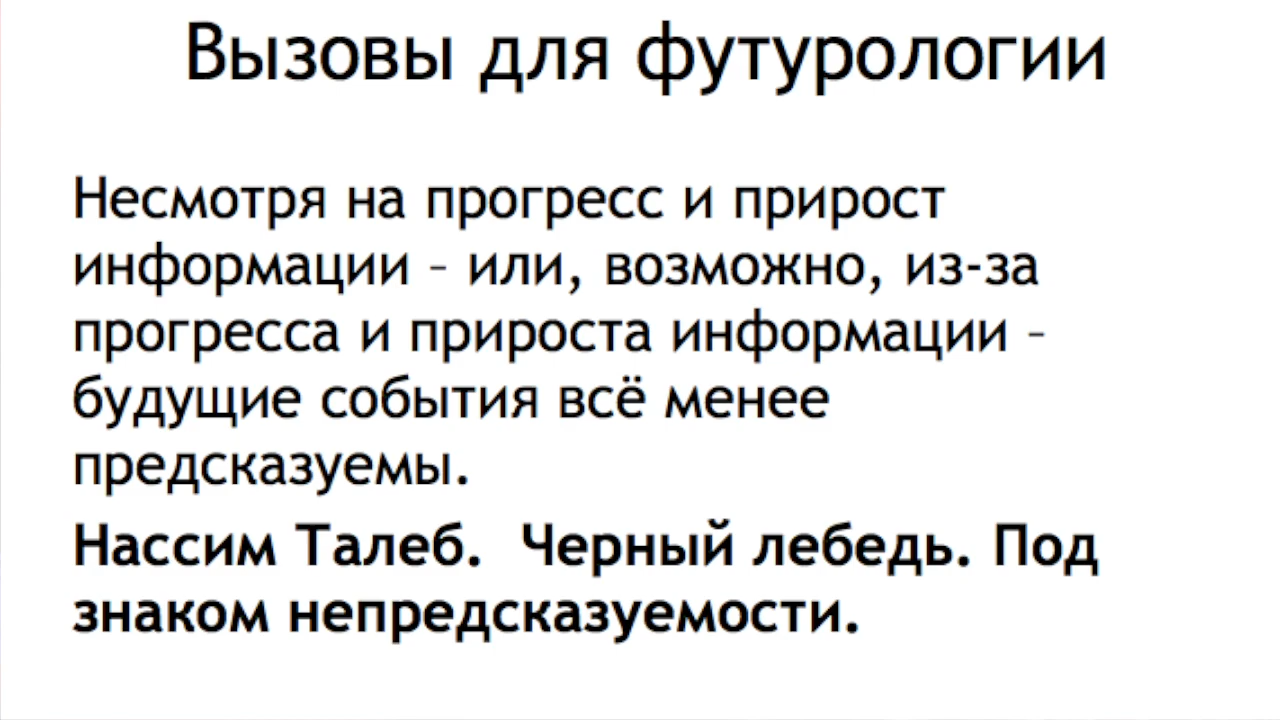 Вызовы для футурологии
Несмотря на прогресс и прирост
информации – или, возможно, из-за
прогресса и прироста информации –
будущие события всё менее
предсказуемы.
Нассим Талеб.  Черный лебедь. Под
знаком непредсказуемости.